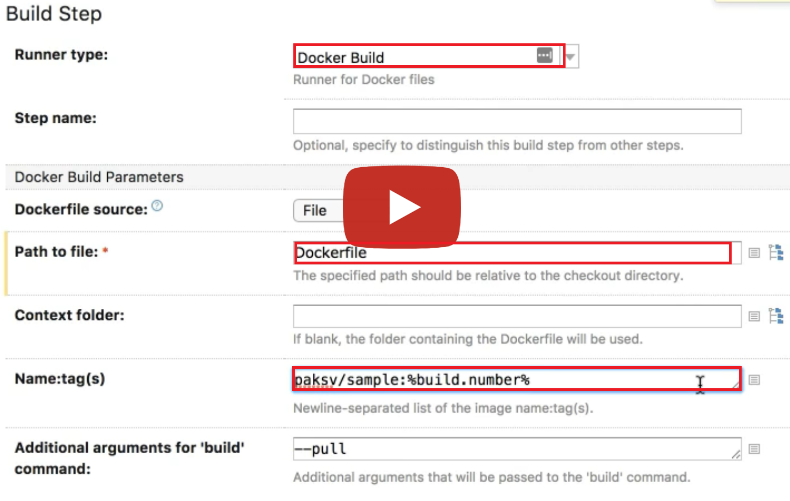 Build Step
Runner type:
Docker Build
Runner for Docker files
Step name:
Optional, specify to distinguish this build step from other steps.
Docker Build Parameters
Dockerfile source:
File
Path to file: *
Dockerfile
The specified path should be relative to the checkout directory.
Context folder:
If blank, the folder containing the Dockerfile will be used.
Name:tag(s)
paksv/sample:%build.number%
Newline-separated list of the image name:tag(s).
Additional arguments for 'build'
command:
--pull
Additional arguments that will be passed to the 'build' command.